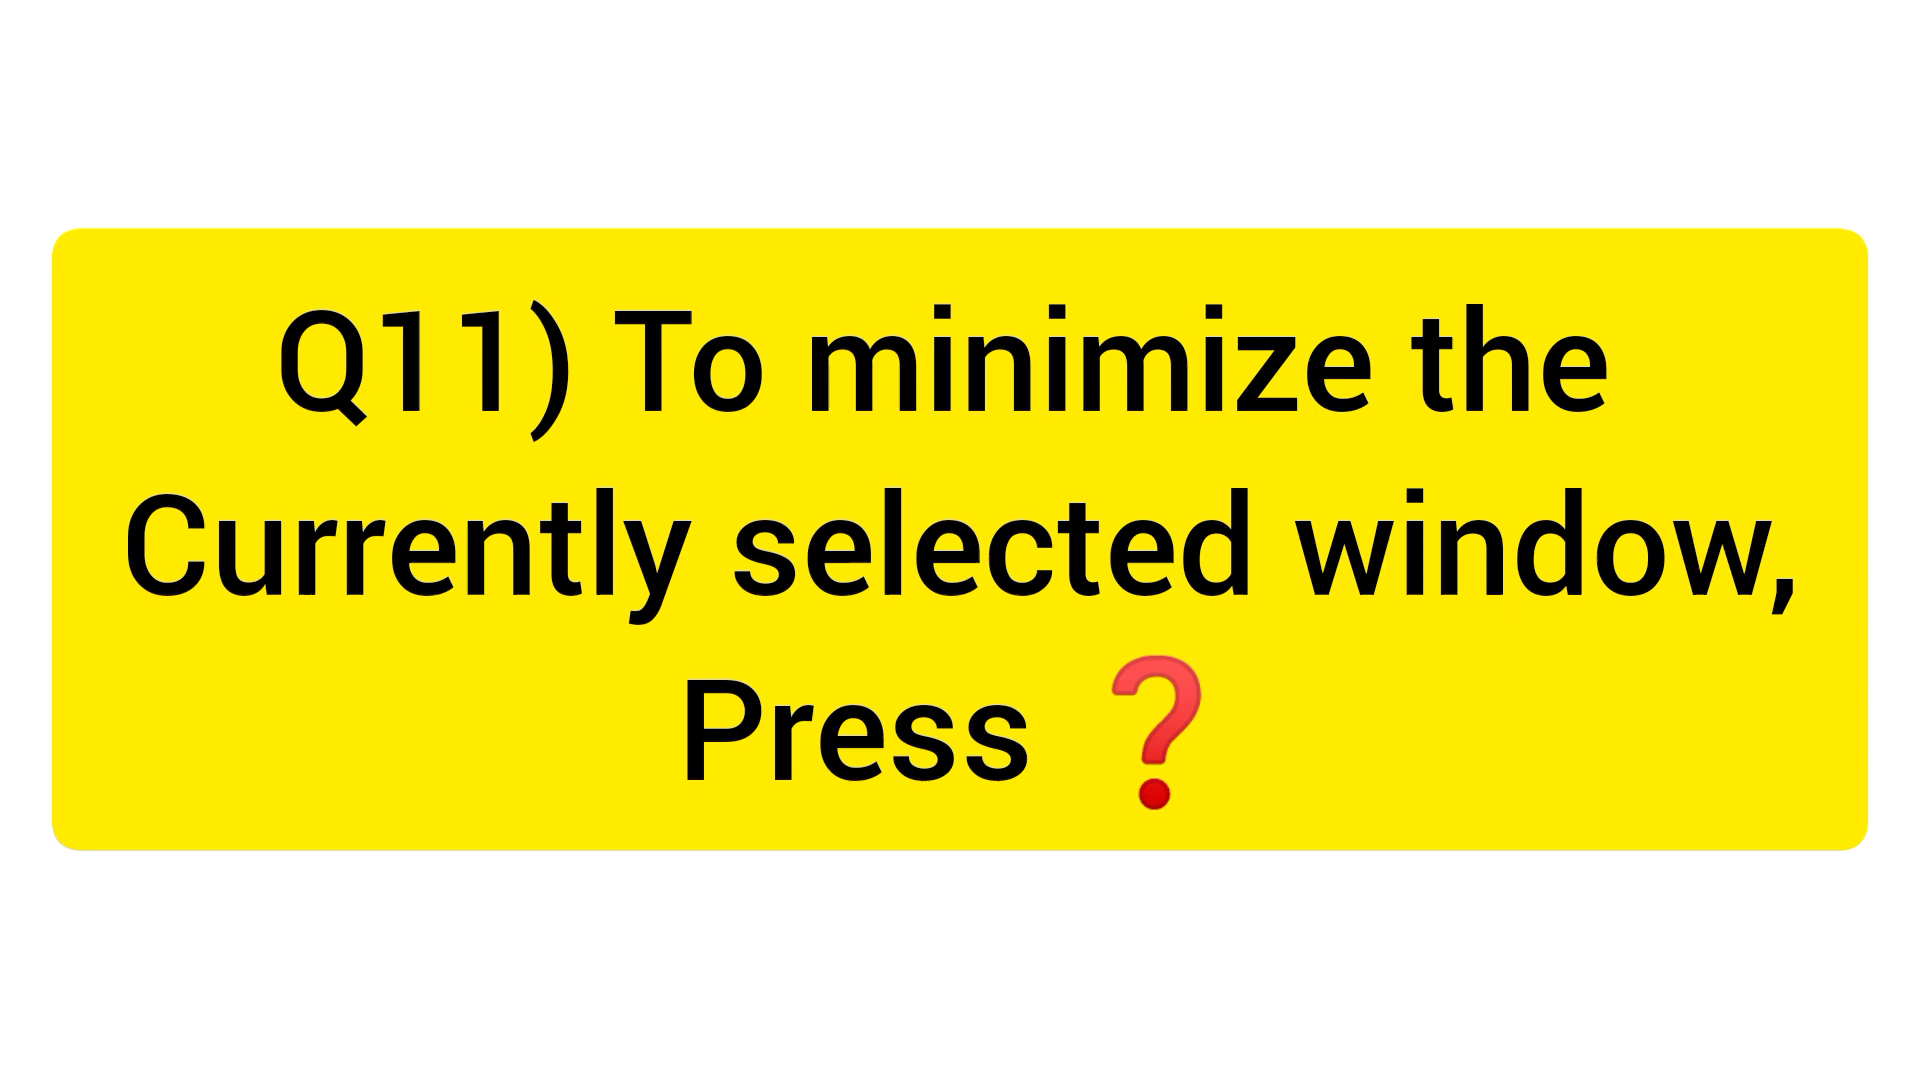 Q11) To minimize the
Currently selected window,
Press ❓